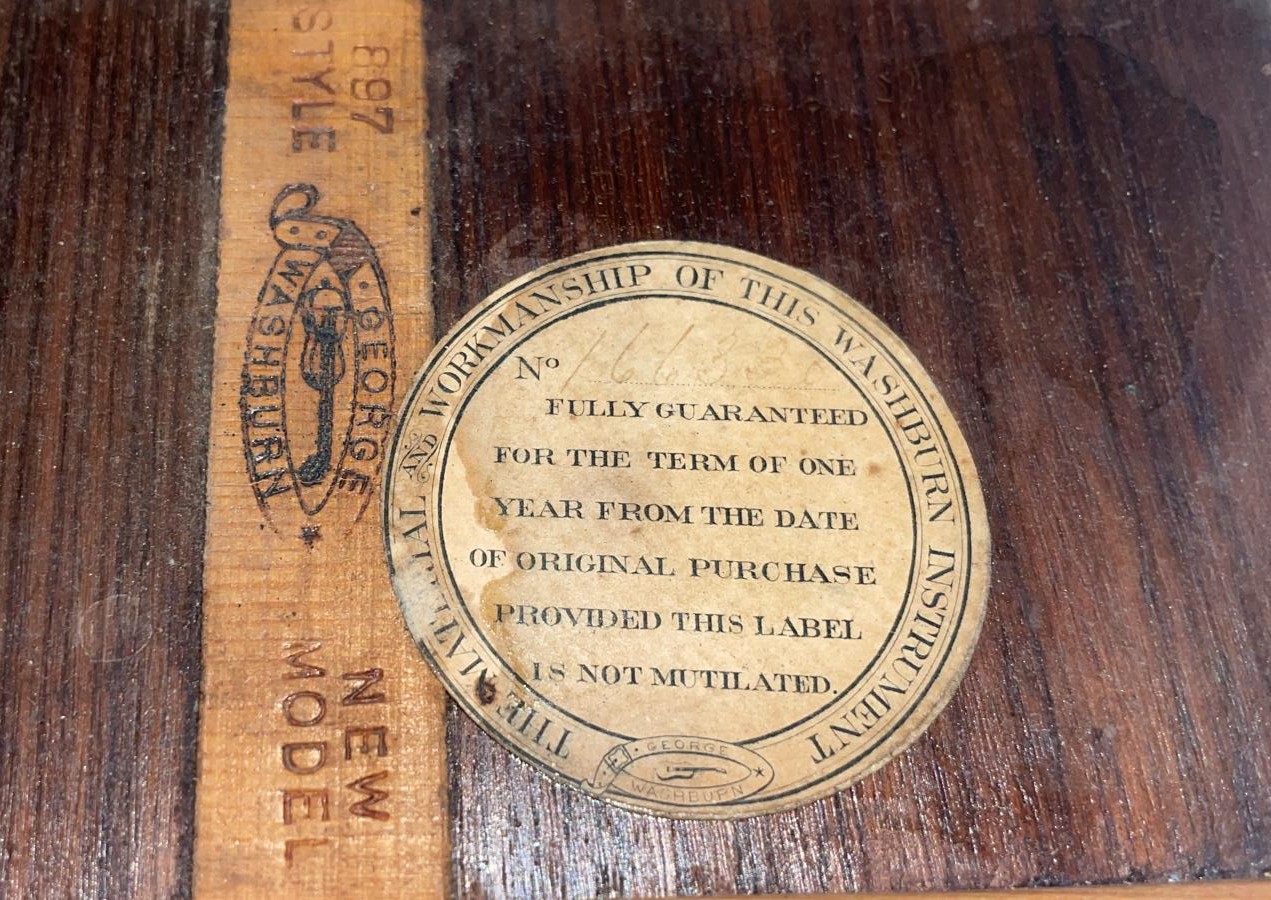 897
STYLE
GEORGE
WASHBURN
NEW
MODEL
THE MATERIAL AND WORKMANSHIP OF THIS WASHBURN INSTRUMENT
Nº
FULLY GUARANTEED
FOR THE TERM OF ONE
YEAR FROM THE DATE
OF ORIGINAL PURCHASE
PROVIDED THIS LABEL
IS NOT MUTILATED.
GEORGE
WASHBURN